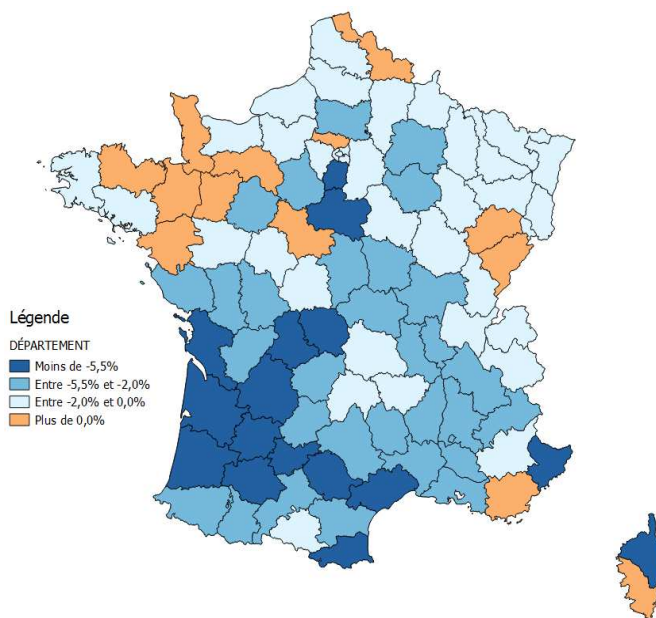 Légende
DÉPARTEMENT
Moins de -5,5%
Entre -5,5% et -2,0%
Entre -2,0% et 0,0%
Plus de 0,0%